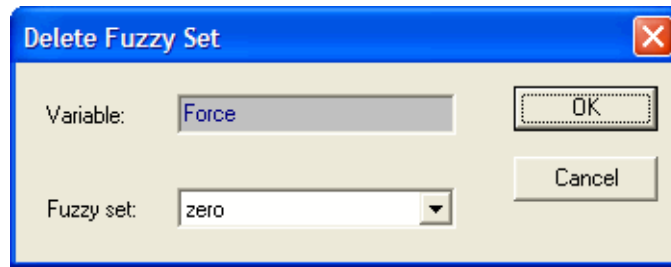 Delete Fuzzy Set
Variable: Force
OK
Cancel
Fuzzy set: zero